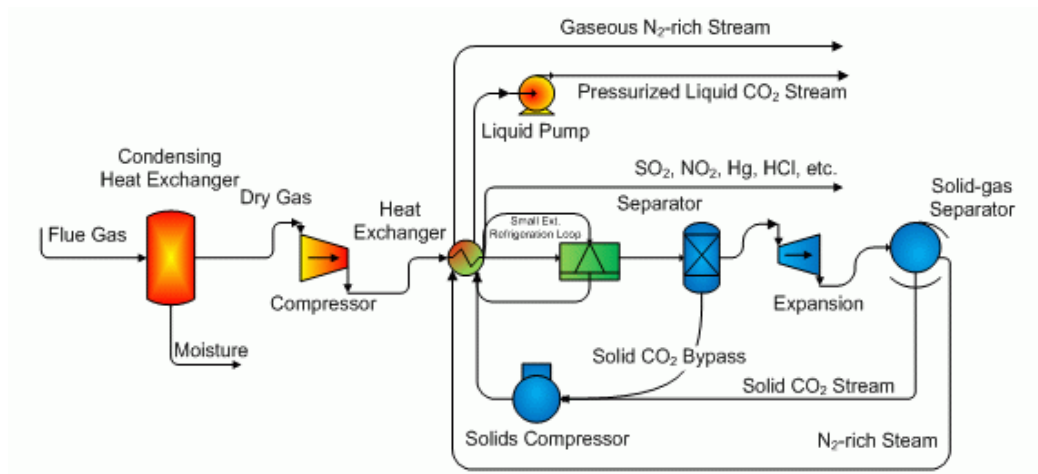 Gaseous N₂-rich Stream
Pressurized Liquid CO₂ Stream
Liquid Pump
Condensing
Heat Exchanger
Dry Gas
Heat
Exchanger
SO₂, NO₂, Hg, HCl, etc.
Separator
Solid-gas
Separator
Flue Gas
Small Ext.
Refrigeration Loop
Compressor
Expansion
Moisture
Solid CO₂ Bypass
Solid CO₂ Stream
Solids Compressor
N₂-rich Steam